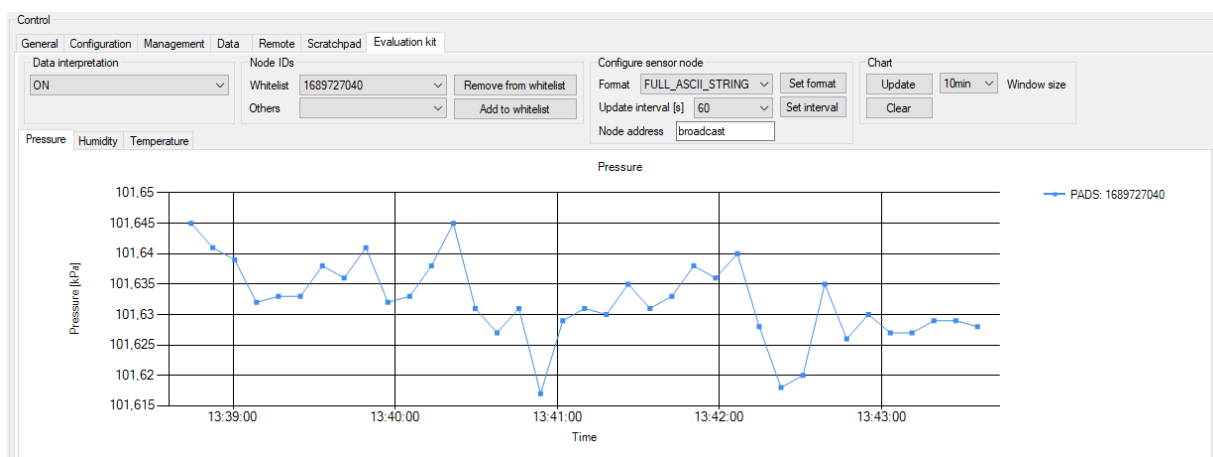 Control
General Configuration Management Data Remote Scratchpad Evaluation kit
Data interpretation Node IDs Configure sensor node Chart
ON Whitelist 1689727040 Remove from whitelist Format FULL_ASCII_STRING Set format Update 10min Window size
Others Add to whitelist Update interval [s] 60 Set interval Clear
Node address broadcast
Pressure Humidity Temperature
Pressure
101,65
PADS: 1689727040
101,645
101,64
101,635
Pressure [kPa]
101,63
101,625
101,62
101,615
13:39:00 13:40:00 13:41:00 13:42:00 13:43:00
Time